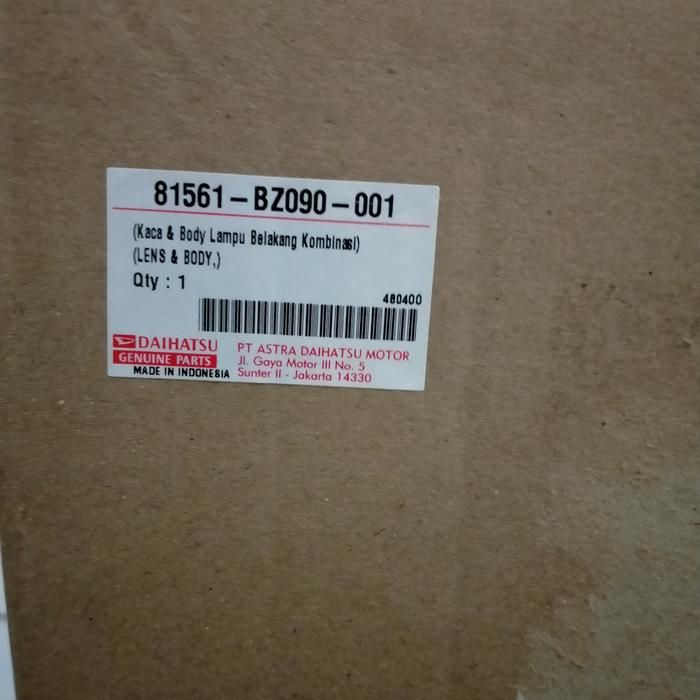 81561-BZ090-001
(Kaca & Body Lampu Belakang Kombinasi)
(LENS & BODY,)
Qty : 1
480400
DAIHATSU
GENUINE PARTS
MADE IN INDONESIA
PT ASTRA DAIHATSU MOTOR
Jl. Gaya Motor III No. 5
Sunter II - Jakarta 14330